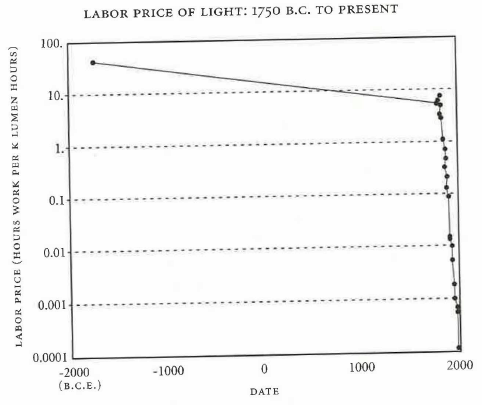 LABOR PRICE OF LIGHT: 1750 B.C. TO PRESENT
LABOR PRICE (HOURS WORK PER K LUMEN HOURS)
100.
10.
1.
0.1
0.01
0.001
0.0001
-2000 -1000 0 1000 2000
(B.C.E.)
DATE